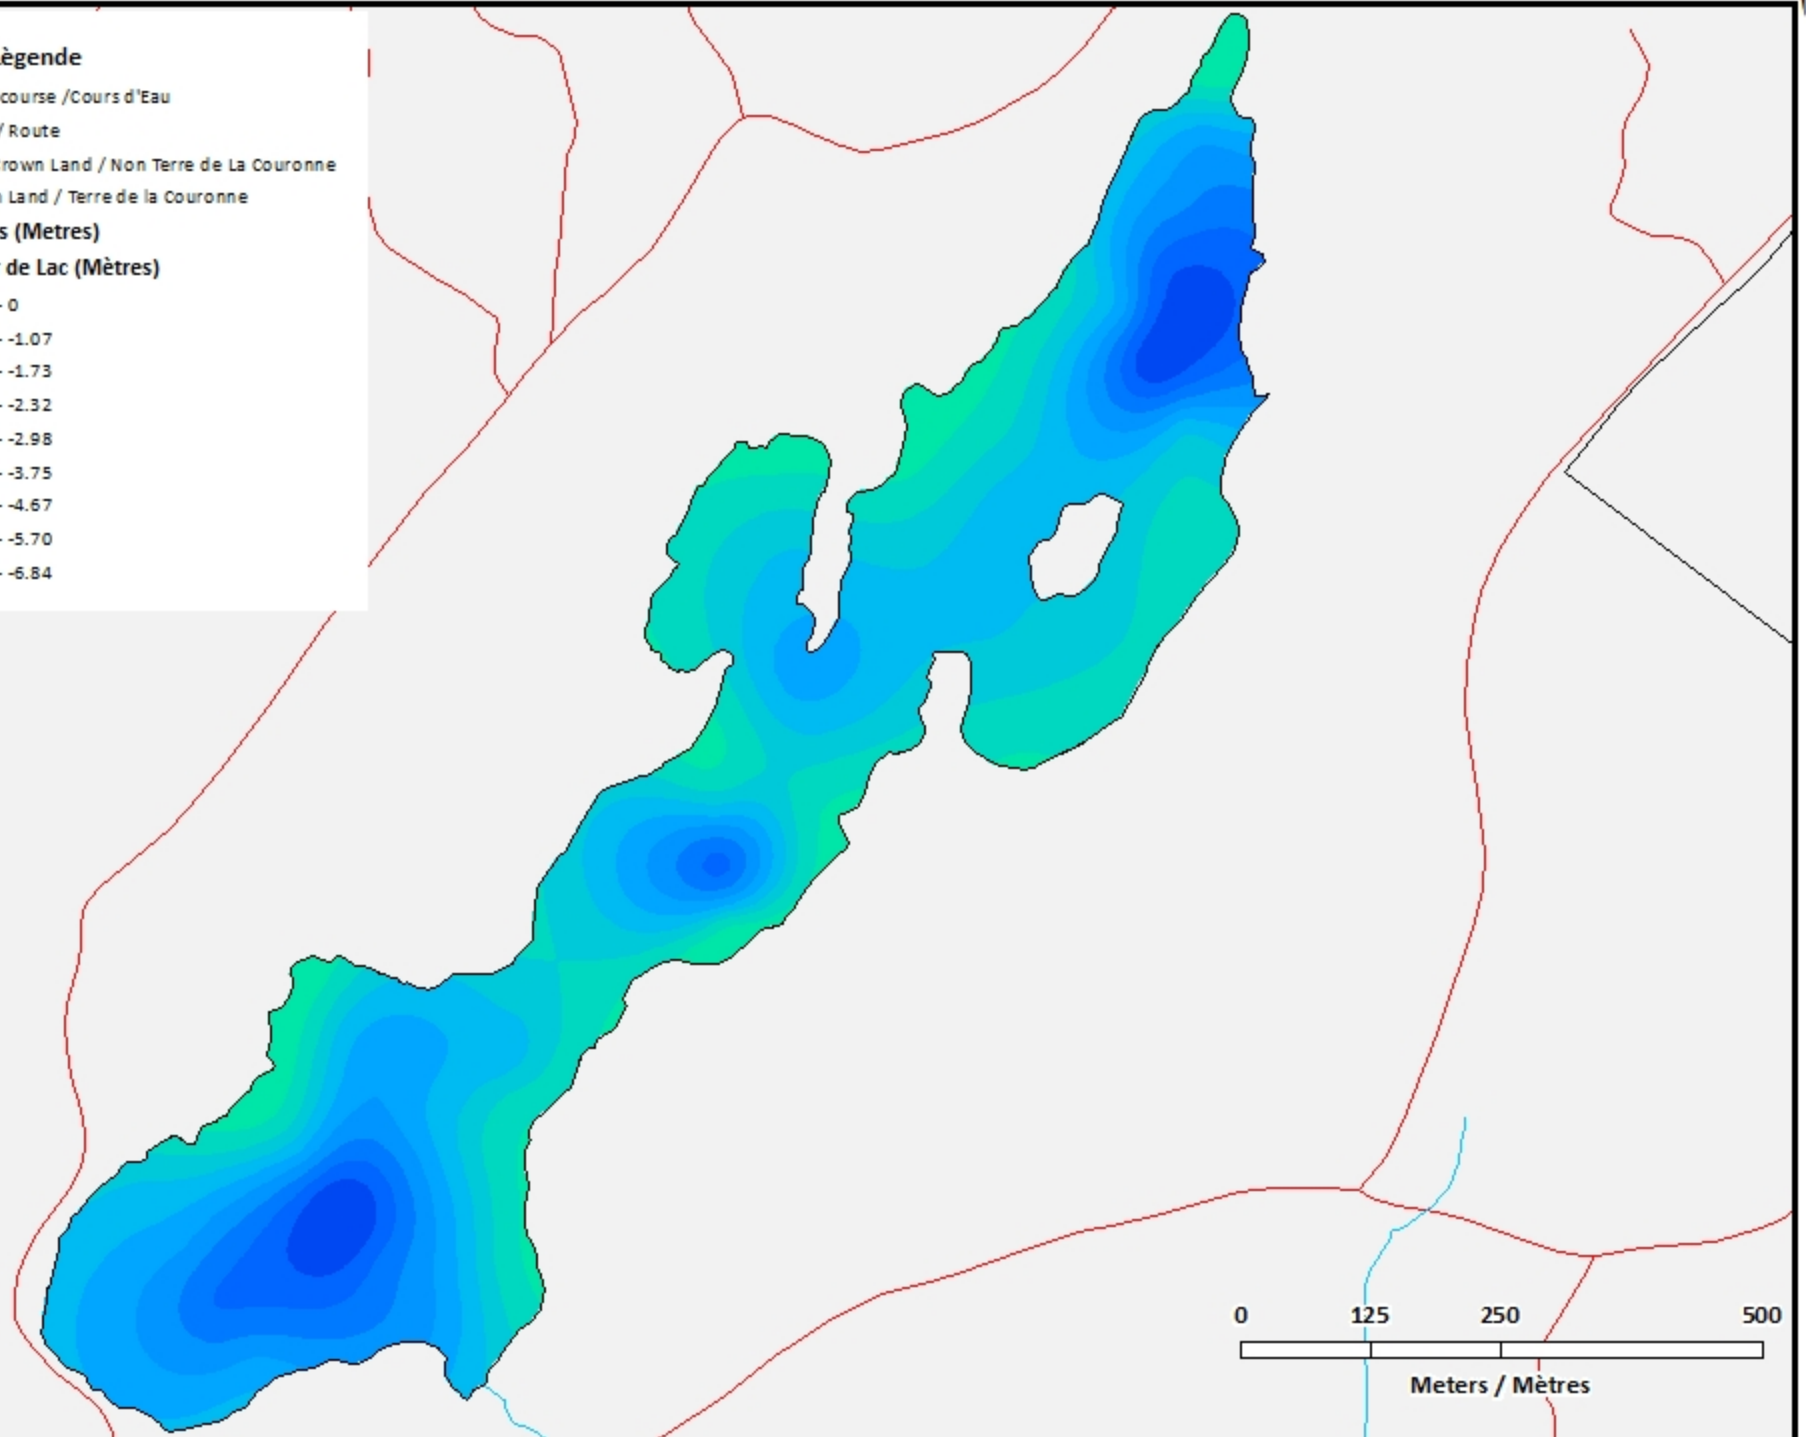 Lègende
course /Cours d'Eau
/ Route
rown Land / Non Terre de La Couronne
Land / Terre de la Couronne
s (Metres)
de Lac (Mètres)
- 0
- -1.07
- -1.73
- -2.32
- -2.98
- -3.75
- -4.67
- -5.70
- -6.84
0 125 250 500
Meters / Mètres